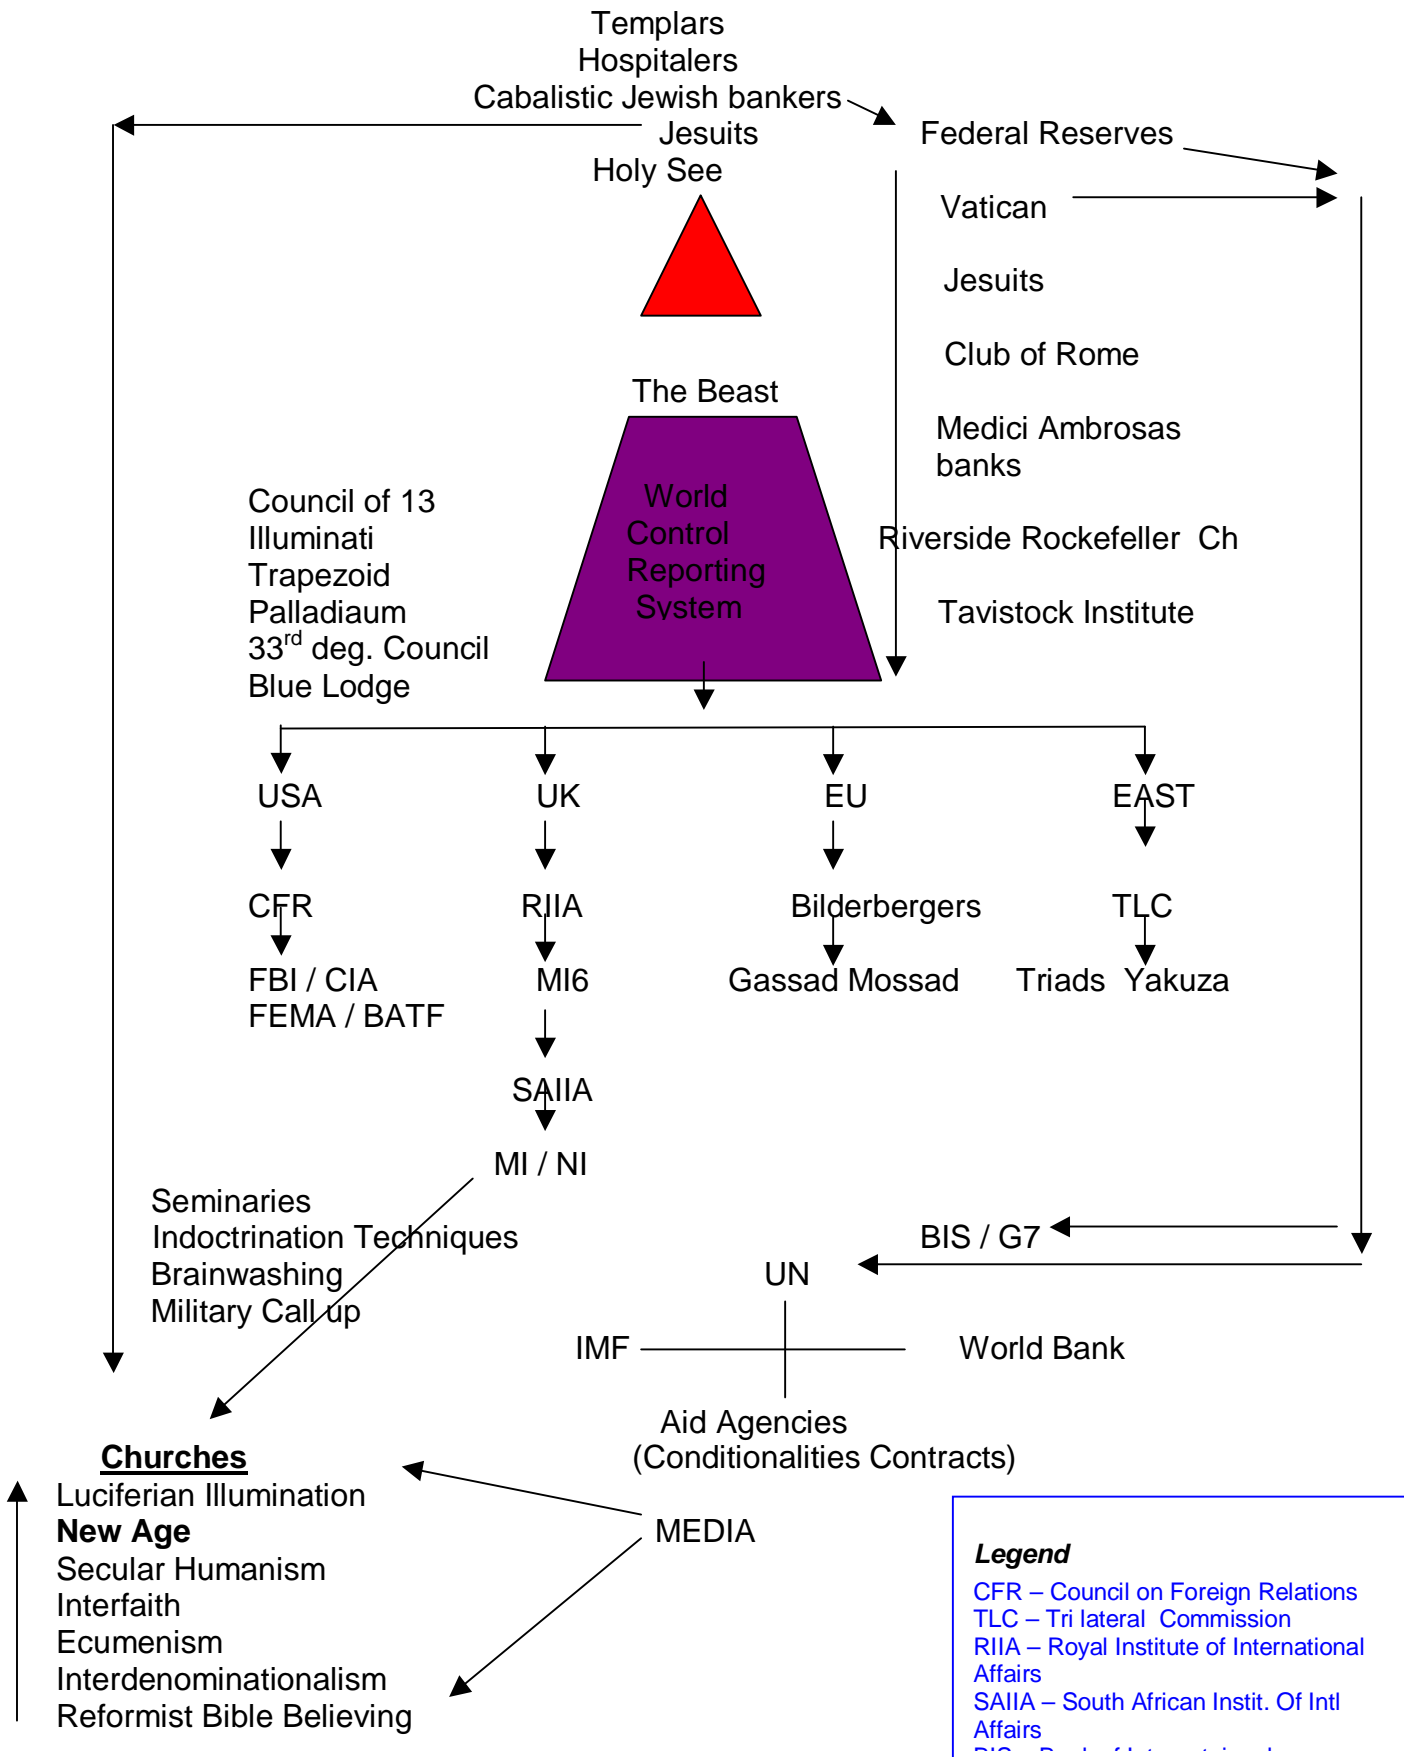 Templars
Hospitalers
Cabalistic Jewish bankers
Jesuits
Holy See
Federal Reserves
Vatican
Jesuits
Club of Rome
Medici Ambrosas
banks
Riverside Rockefeller Ch
Tavistock Institute
The Beast
World
Control
Reporting
System
Council of 13
Illuminati
Trapezoid
Palladiaum
33rd deg. Council
Blue Lodge
USA
UK
EU
EAST
CFR
RIIA
Bilderbergers
TLC
FBI / CIA
FEMA / BATF
MI6
Gassad Mossad
Triads Yakuza
SAIIA
MI / NI
Seminaries
Indoctrination Techniques
Brainwashing
Military Call up
BIS / G7
UN
IMF
World Bank
Aid Agencies
(Conditionalities Contracts)
Churches
Luciferian Illumination
New Age
Secular Humanism
Interfaith
Ecumenism
Interdenominationalism
Reformist Bible Believing
MEDIA
Legend
CFR – Council on Foreign Relations
TLC – Tri lateral Commission
RIIA – Royal Institute of International
Affairs
SAIIA – South African Instit. Of Intl
Affairs